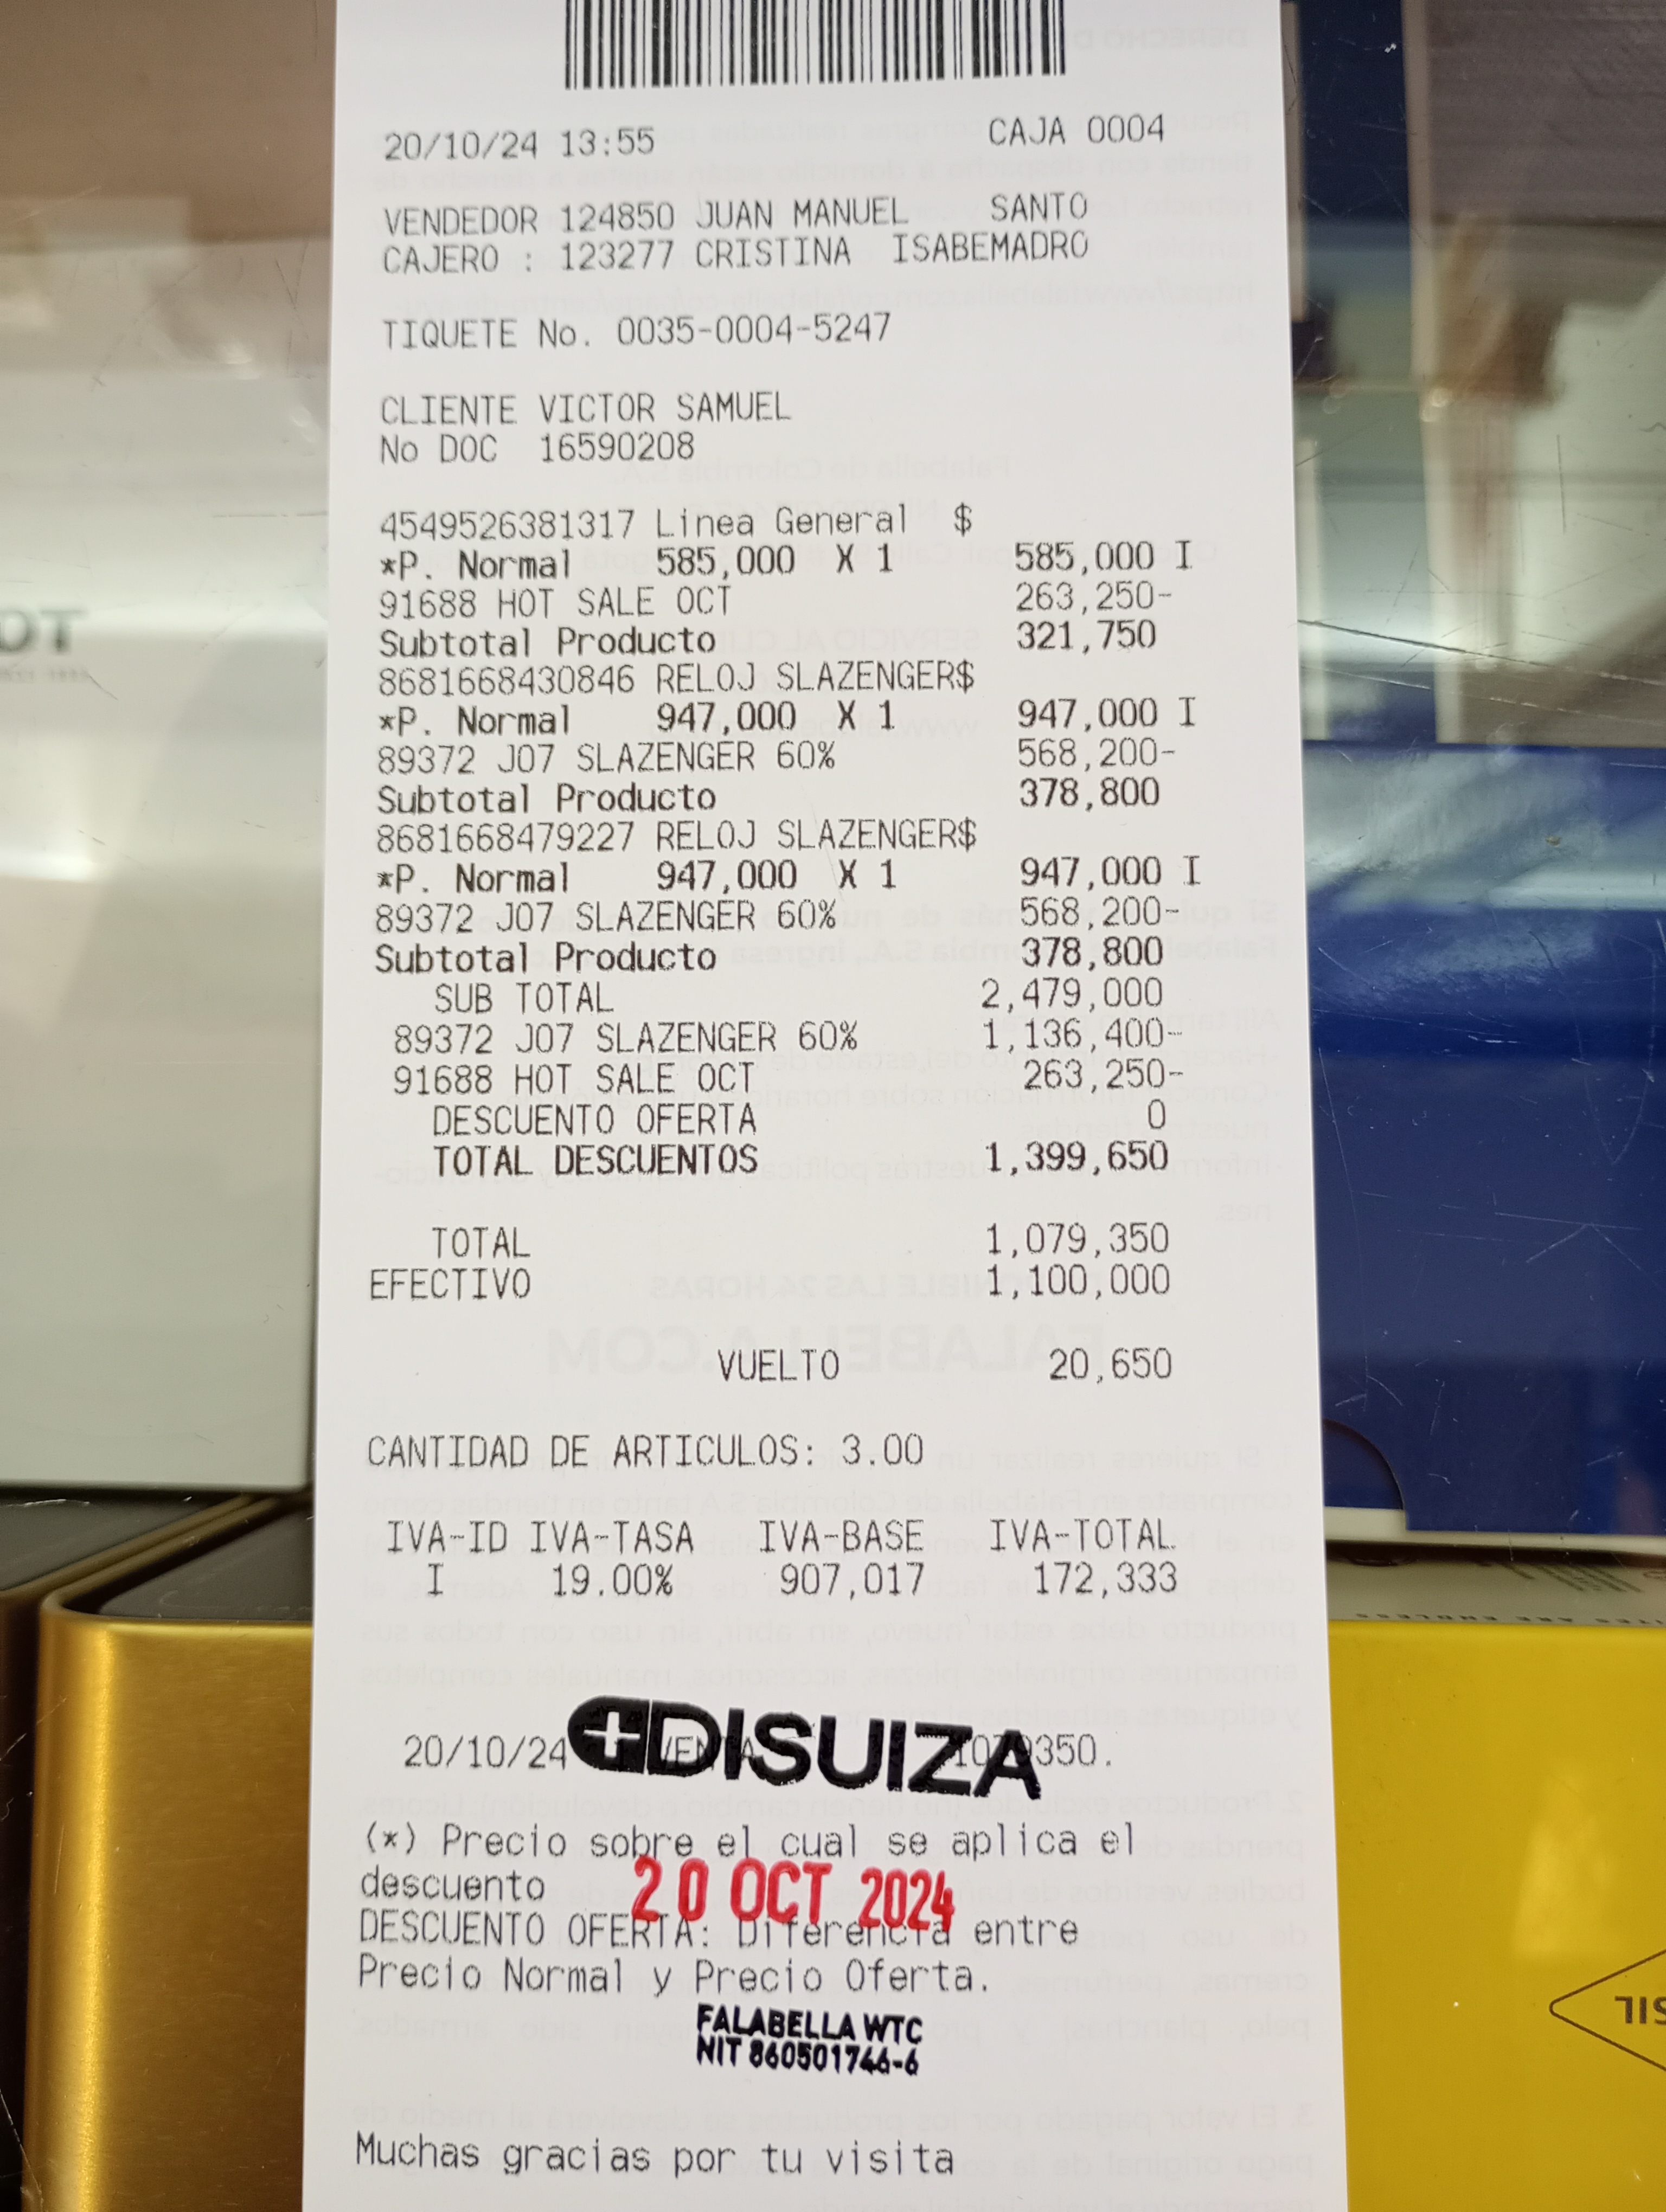 20/10/24 13:55 CAJA 0004
VENDEDOR 124850 JUAN MANUEL SANTO
CAJERO : 123277 CRISTINA ISABEMADRO
TIQUETE No. 0035-0004-5247
CLIENTE VICTOR SAMUEL
No DOC 16590208
4549526381317 Linea General $
*P. Normal 585,000 X 1 585,000 I
91688 HOT SALE OCT 263,250-
Subtotal Producto 321,750
8681668430846 RELOJ SLAZENGER$
*P. Normal 947,000 X 1 947,000 I
89372 J07 SLAZENGER 60% 568,200-
Subtotal Producto 378,800
8681668479227 RELOJ SLAZENGER$
*P. Normal 947,000 X 1 947,000 I
89372 J07 SLAZENGER 60% 568,200-
Subtotal Producto 378,800
SUB TOTAL 2,479,000
89372 J07 SLAZENGER 60% 1,136,400-
91688 HOT SALE OCT 263,250-
DESCUENTO OFERTA 0
TOTAL DESCUENTOS 1,399,650
TOTAL 1,079,350
EFECTIVO 1,100,000
VUELTO 20,650
CANTIDAD DE ARTICULOS: 3.00
IVA-ID IVA-TASA IVA-BASE IVA-TOTAL
I 19.00% 907,017 172,333
DISUIZA
20/10/24 VENTA 1079350.
(*) Precio sobre el cual se aplica el
descuento
20 OCT 2024
DESCUENTO OFERTA: Diferencia entre
Precio Normal y Precio Oferta.
FALABELLA WTC
NIT 860501746-6
Muchas gracias por tu visita